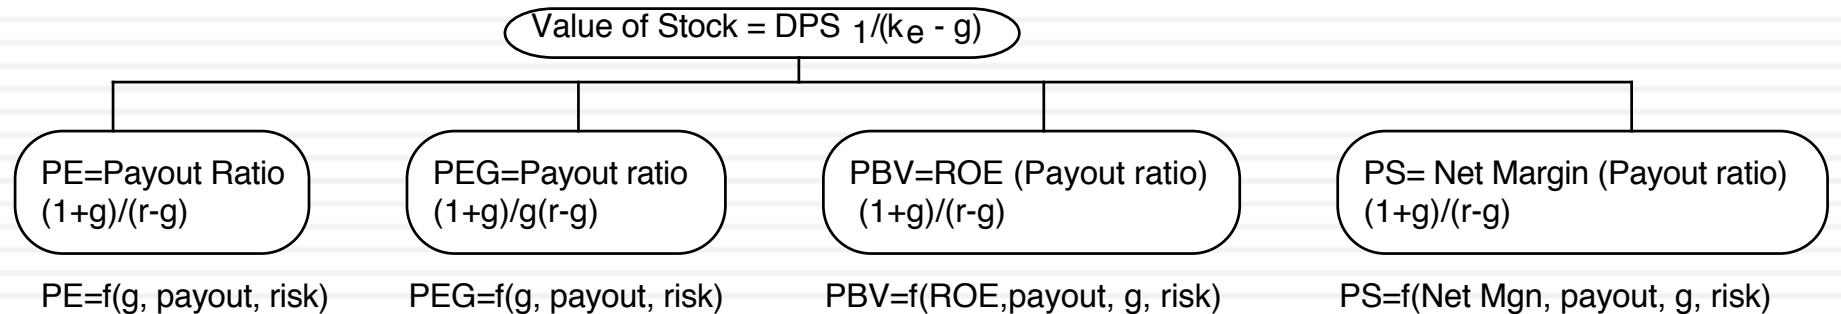 Value of Stock = DPS 1/(ke - g)
PE=Payout Ratio
(1+g)/(r-g)
PEG=Payout ratio
(1+g)/g(r-g)
PBV=ROE (Payout ratio)
(1+g)/(r-g)
PS= Net Margin (Payout ratio)
(1+g)/(r-g)
PE=f(g, payout, risk)
PEG=f(g, payout, risk)
PBV=f(ROE,payout, g, risk)
PS=f(Net Mgn, payout, g, risk)